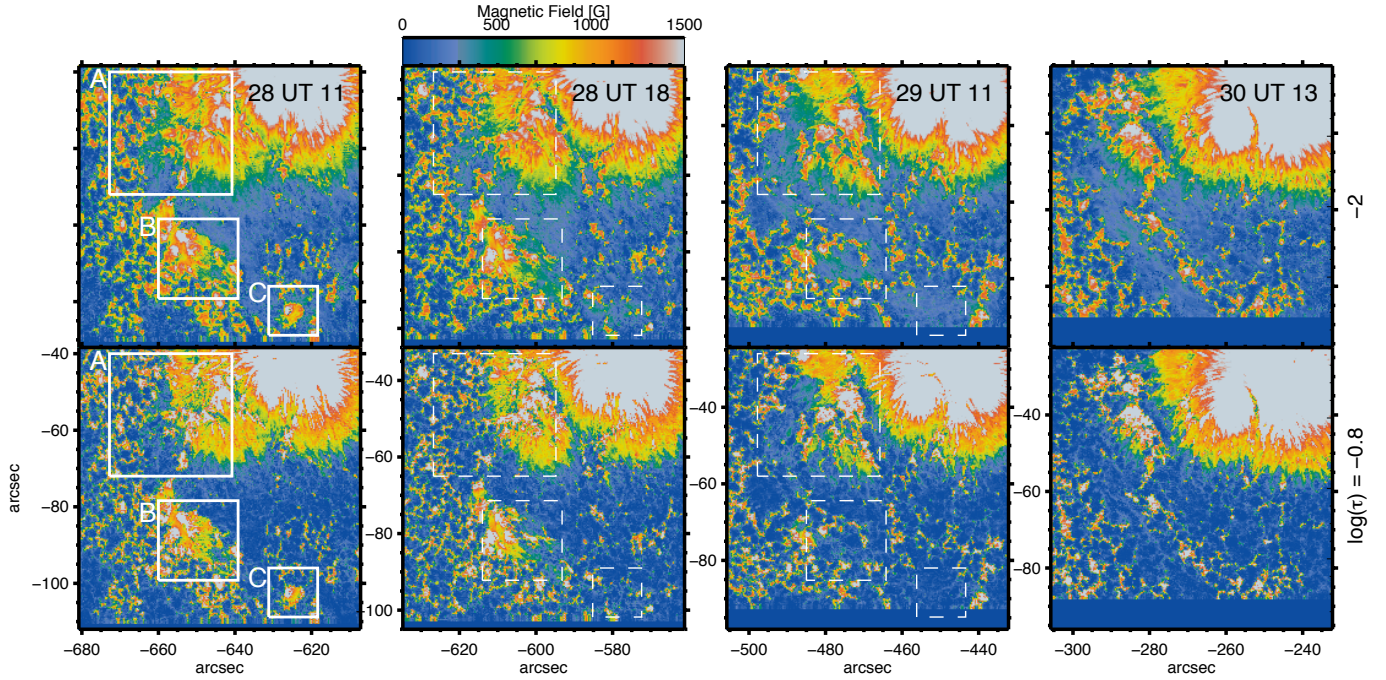 Magnetic Field [G]
0 500 1000 1500
A 28 UT 11 28 UT 18 29 UT 11 30 UT 13
B
C
−2
A
B
C
−40
−60
−80
−100
arcsec
−40
−60
−80
−100
−40
−60
−80
−40
−60
−80
log(τ) = −0.8
−680 −660 −640 −620 −620 −600 −580 −500 −480 −460 −440 −300 −280 −260 −240
arcsec arcsec arcsec arcsec